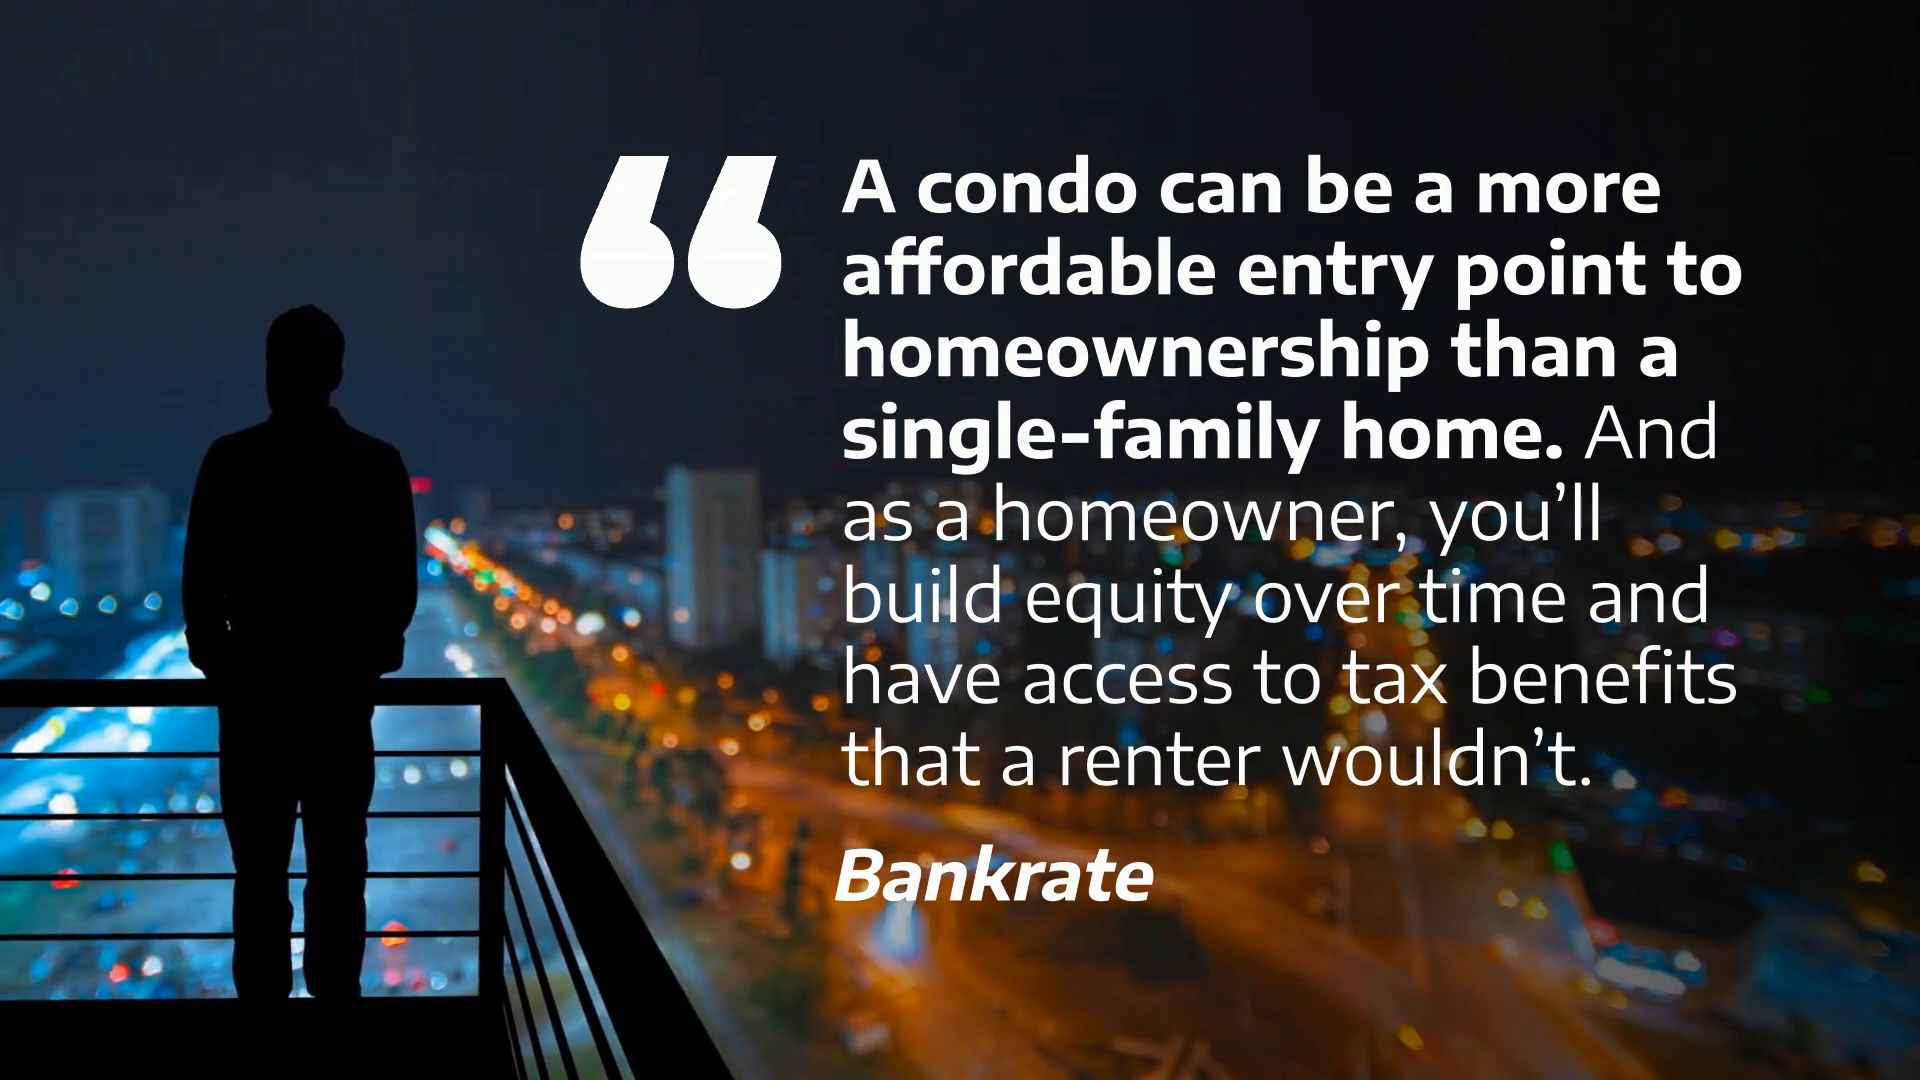 “
A condo can be a more
affordable entry point to
homeownership than a
single-family home. And
as a homeowner, you’ll
build equity over time and
have access to tax benefits
that a renter wouldn’t.
Bankrate